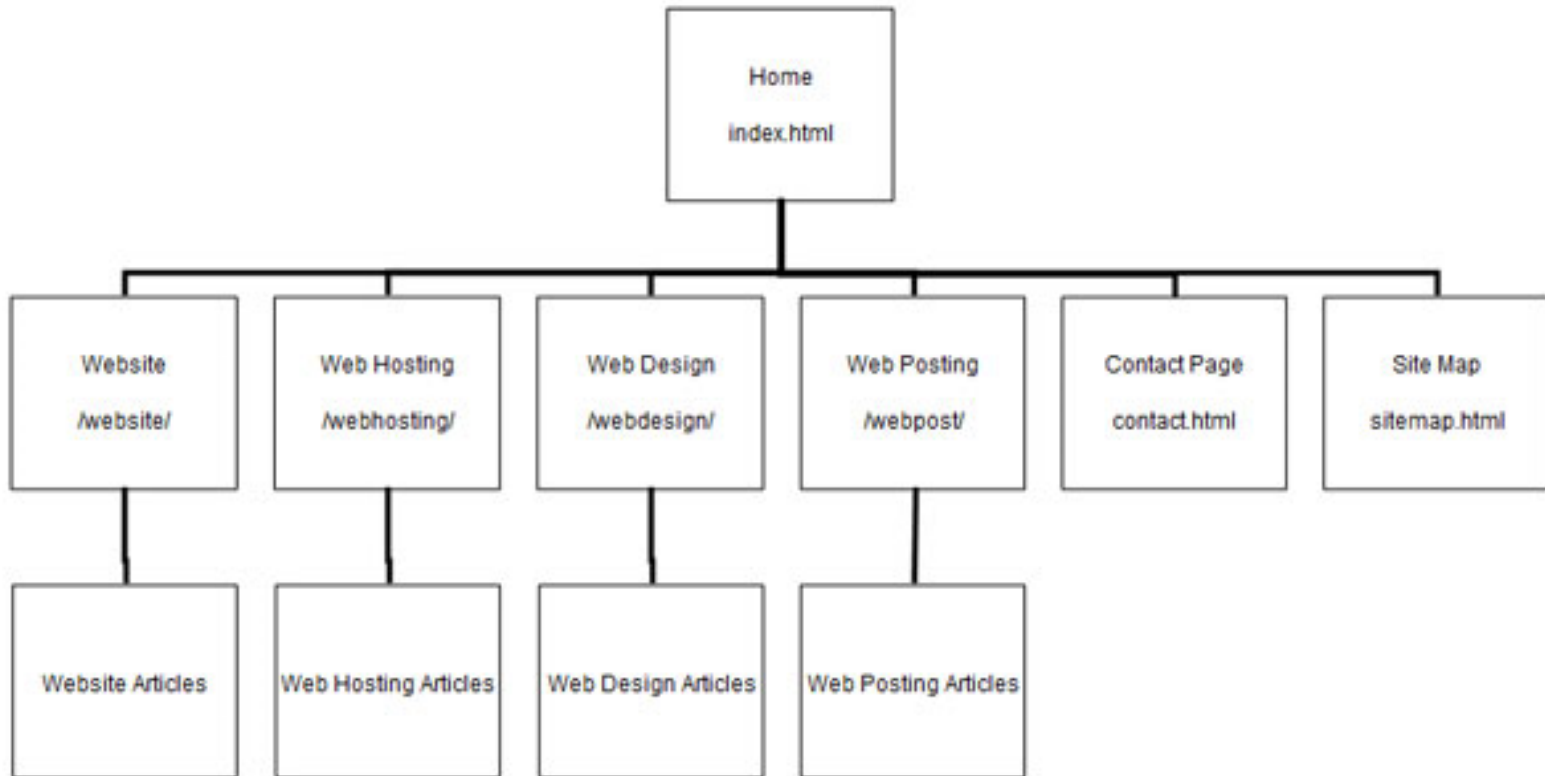 Home
index.html
Website
/website/
Web Hosting
/webhosting/
Web Design
/webdesign/
Web Posting
/webpost/
Contact Page
contact.html
Site Map
sitemap.html
Website Articles
Web Hosting Articles
Web Design Articles
Web Posting Articles